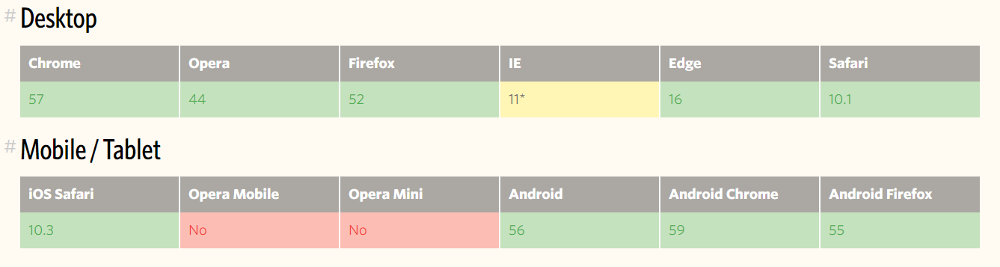 # Desktop
Chrome Opera Firefox IE Edge Safari
57 44 52 11* 16 10.1
# Mobile / Tablet
iOS Safari Opera Mobile Opera Mini Android Android Chrome Android Firefox
10.3 No No 56 59 55